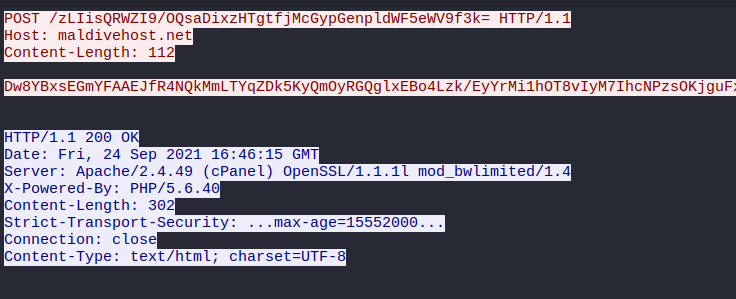 POST /zLIisQRWZI9/OQsaDixzHTgtfjMcGypGenpldWF5eWV9f3k= HTTP/1.1
Host: maldivehost.net
Content-Length: 112
Dw8YBxsEGmYFAAEJfR4NQkMmLTYqZDk5KyQmOyRGQglxEBo4Lzk/EyYrMi1hOT8vIyM7IhcNPzsOKjguFx
HTTP/1.1 200 OK
Date: Fri, 24 Sep 2021 16:46:15 GMT
Server: Apache/2.4.49 (cPanel) OpenSSL/1.1.1l mod_bwlimited/1.4
X-Powered-By: PHP/5.6.40
Content-Length: 302
Strict-Transport-Security: ...max-age=15552000...
Connection: close
Content-Type: text/html; charset=UTF-8